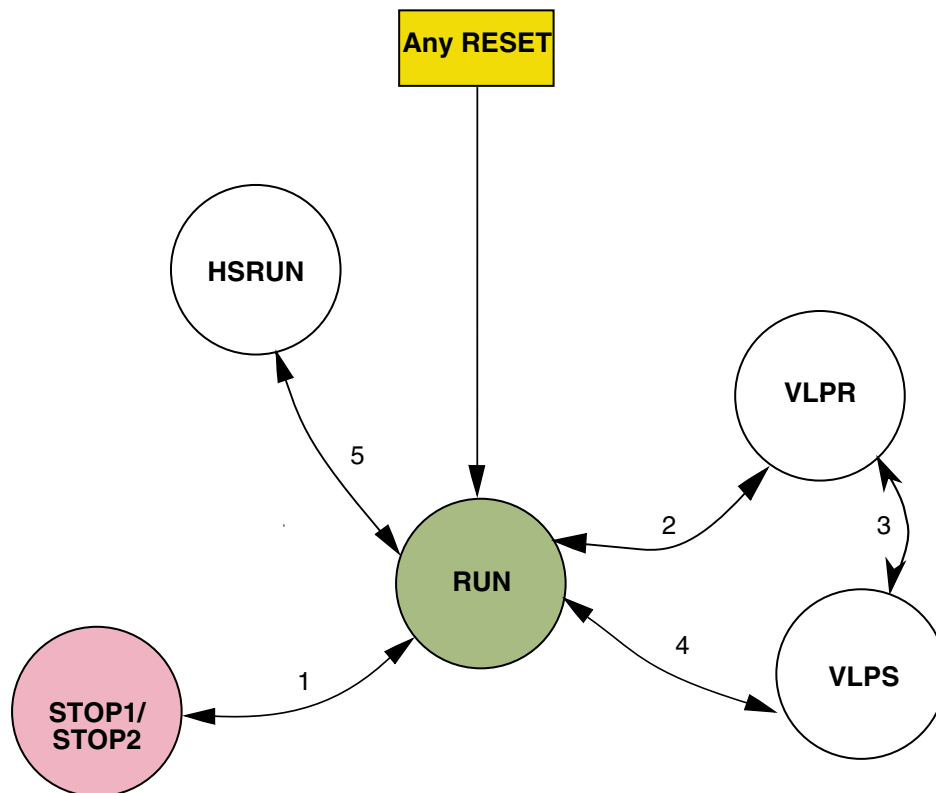 Any RESET
HSRUN
VLPR
5
2
3
RUN
4
VLPS
1
STOP1/
STOP2